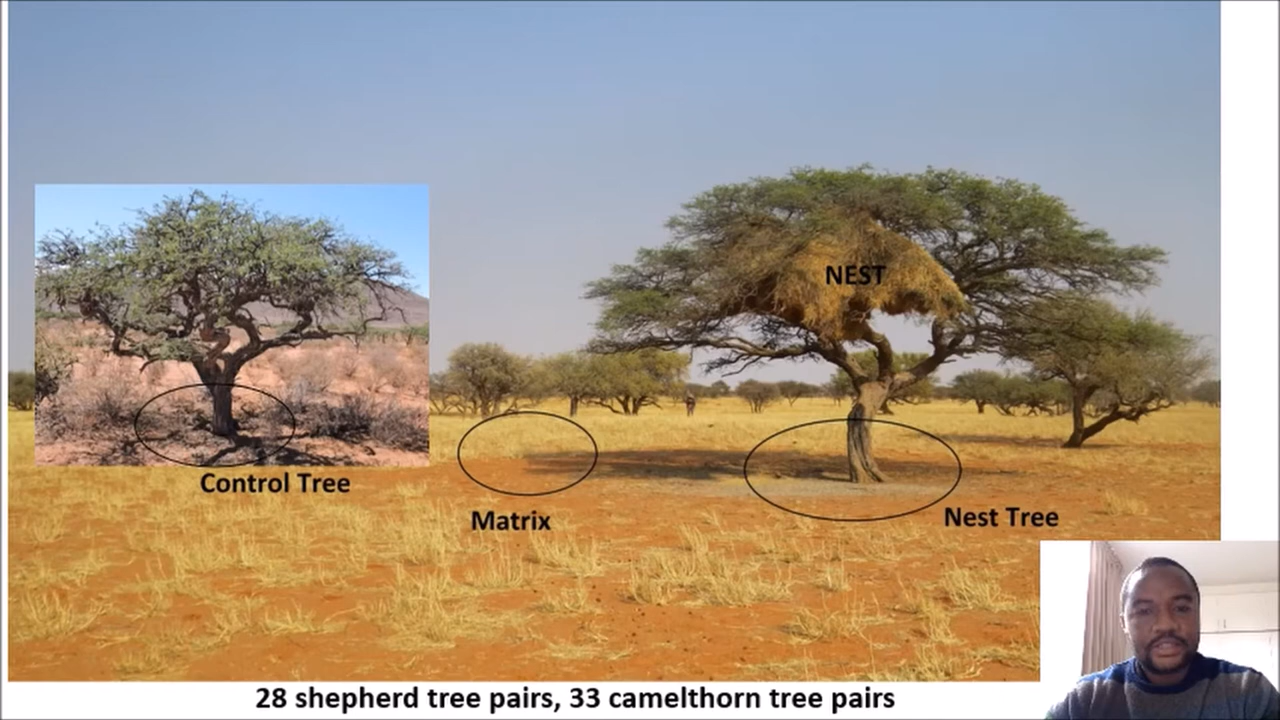 NEST
Control Tree
Matrix
Nest Tree
28 shepherd tree pairs, 33 camelthorn tree pairs